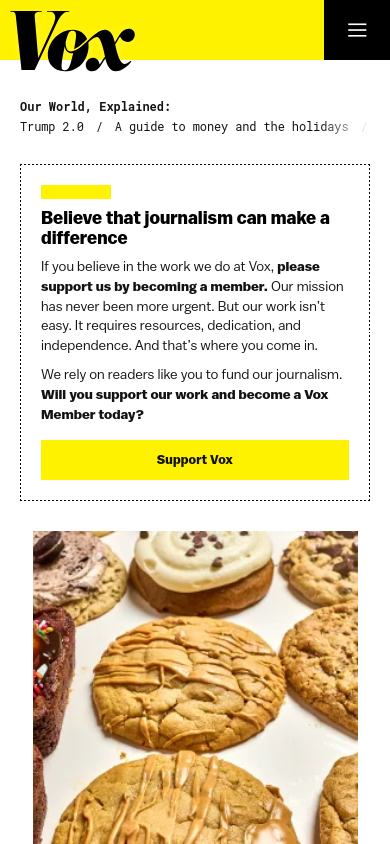 Vox
Our World, Explained:
Trump 2.0 / A guide to money and the holidays /
Believe that journalism can make a
difference
If you believe in the work we do at Vox, please
support us by becoming a member. Our mission
has never been more urgent. But our work isn’t
easy. It requires resources, dedication, and
independence. And that’s where you come in.
We rely on readers like you to fund our journalism.
Will you support our work and become a Vox
Member today?
Support Vox